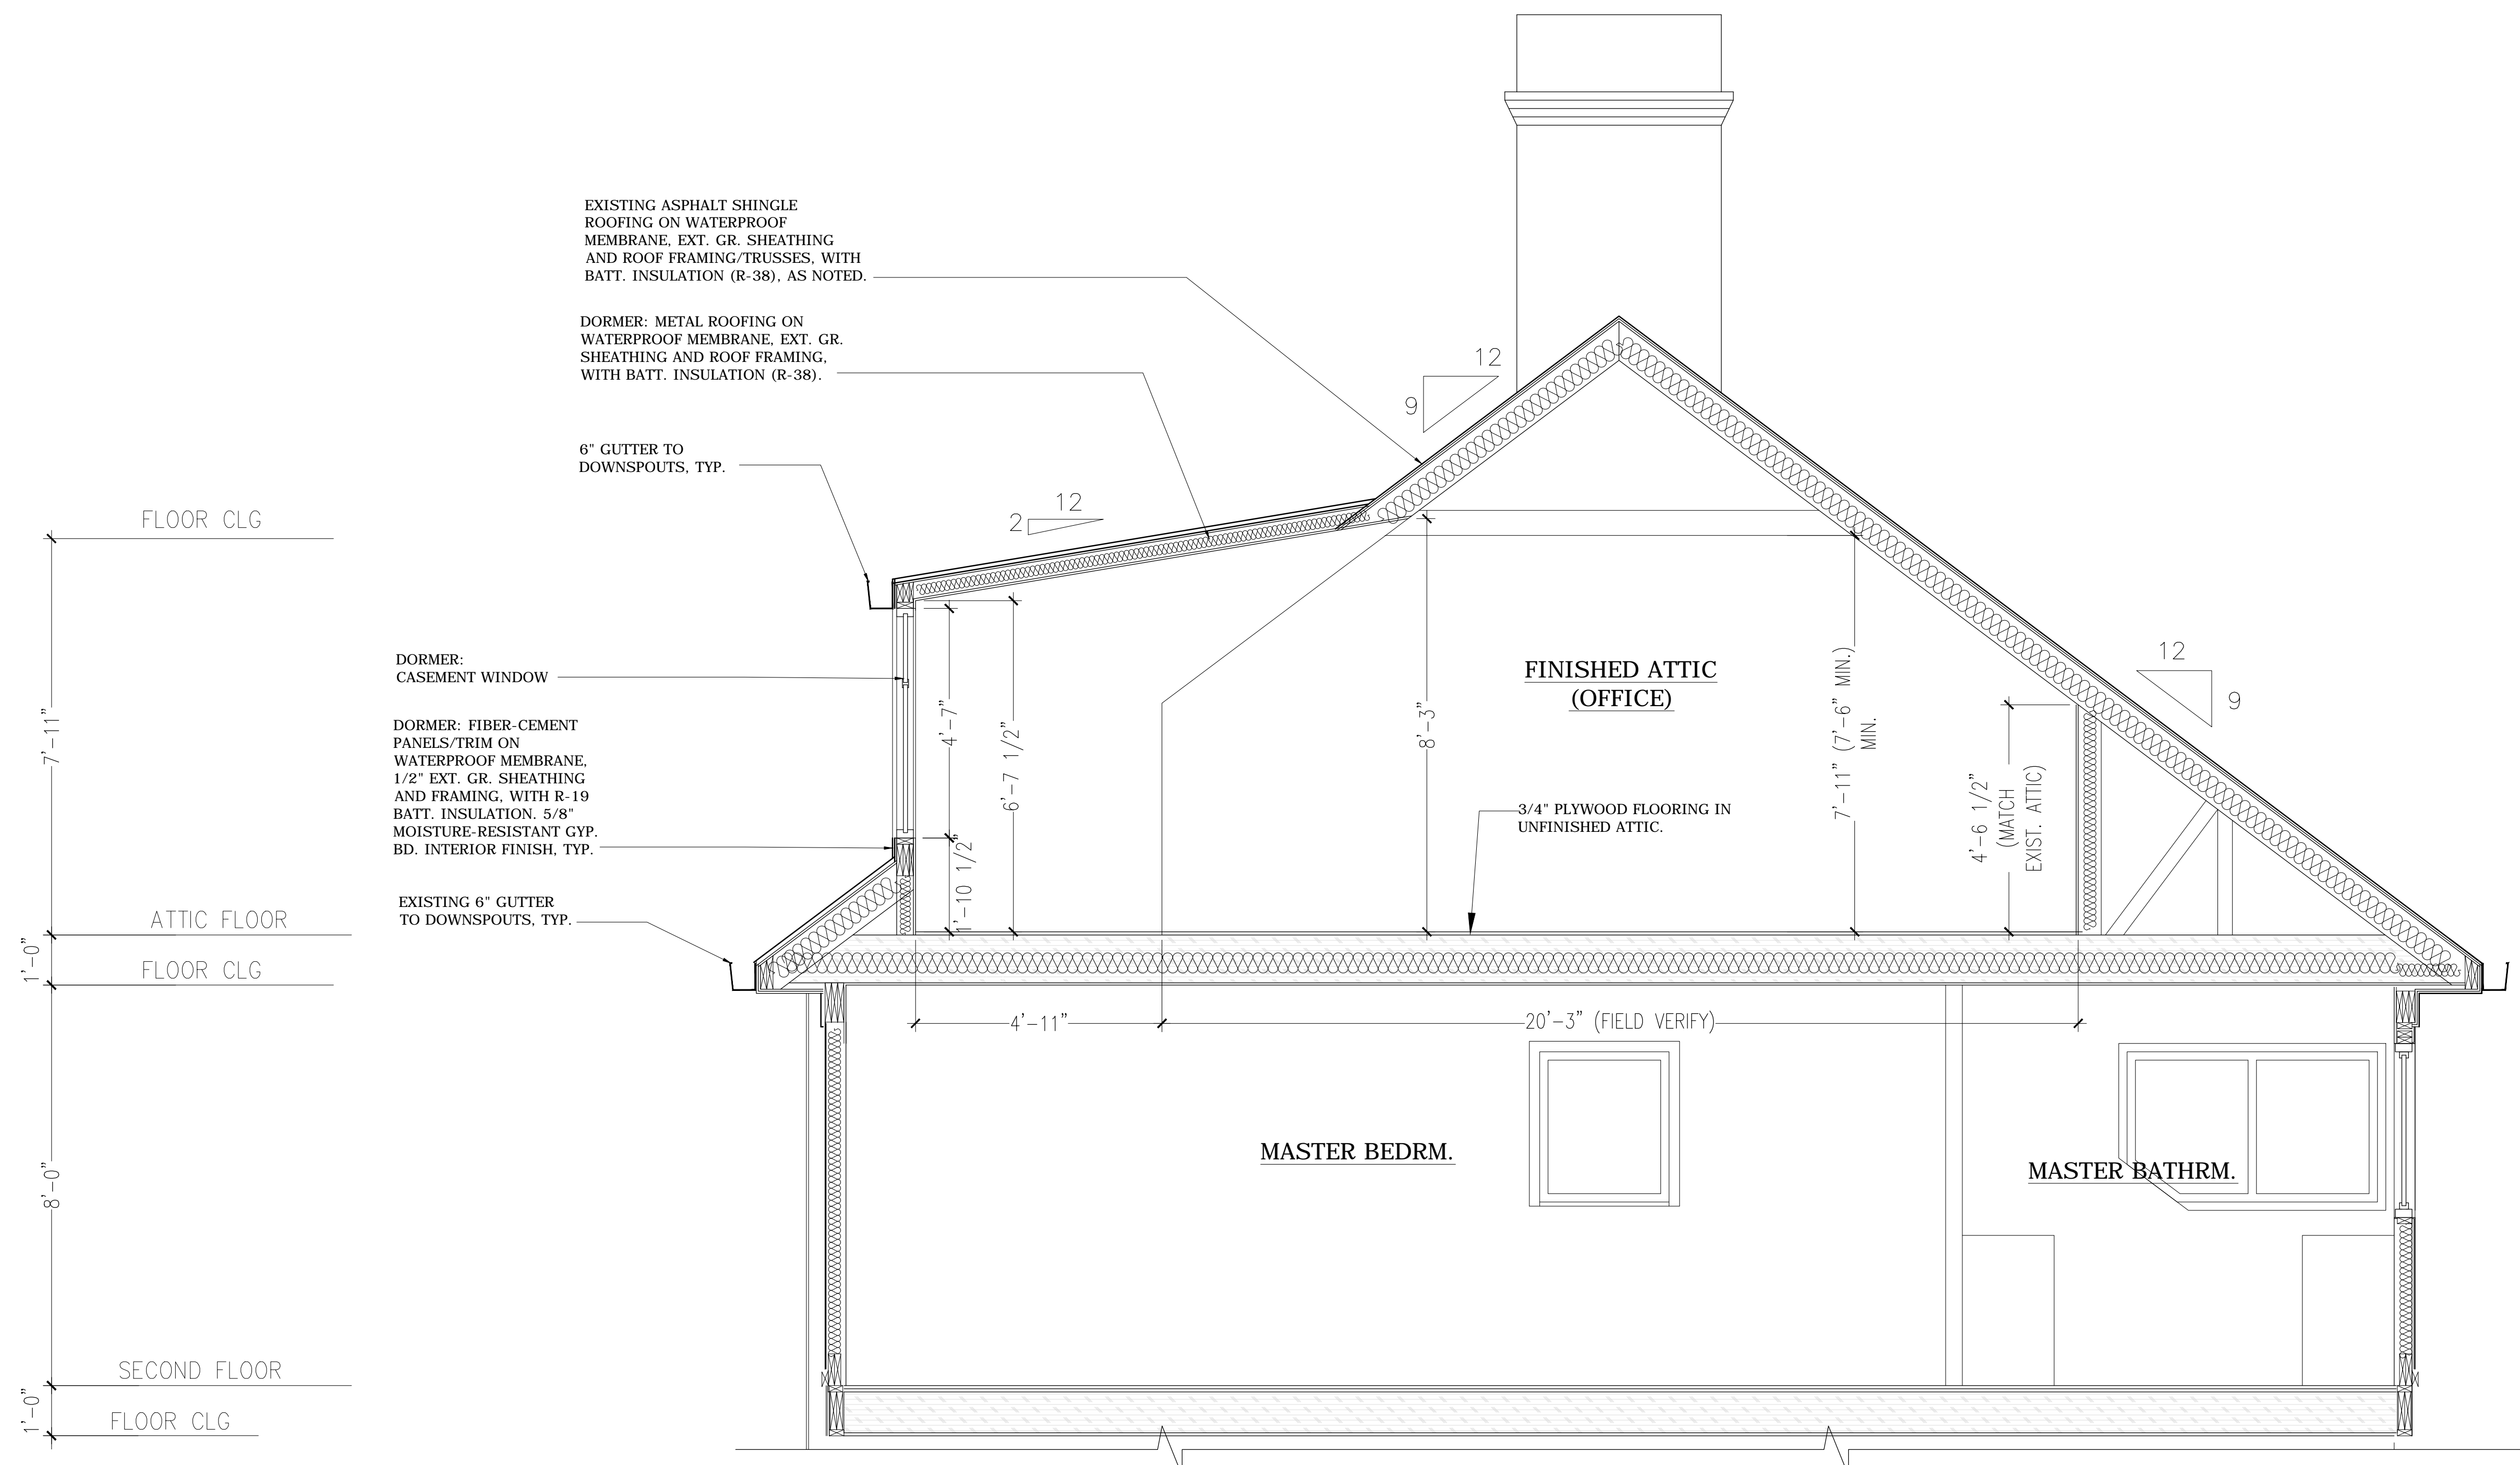 EXISTING ASPHALT SHINGLE
ROOFING ON WATERPROOF
MEMBRANE, EXT. GR. SHEATHING
AND ROOF FRAMING/TRUSSES, WITH
BATT. INSULATION (R-38), AS NOTED.
DORMER: METAL ROOFING ON
WATERPROOF MEMBRANE, EXT. GR.
SHEATHING AND ROOF FRAMING,
WITH BATT. INSULATION (R-38).
12
9
6" GUTTER TO
DOWNSPOUTS, TYP.
12
2
FLOOR CLG
DORMER:
CASEMENT WINDOW
12
9
FINISHED ATTIC
(OFFICE)
7'-11"
4'-7"
6'-7 1/2"
8'-3"
7'-11" (7'-6" MIN.)
MIN.
DORMER: FIBER-CEMENT
PANELS/TRIM ON
WATERPROOF MEMBRANE,
1/2" EXT. GR. SHEATHING
AND FRAMING, WITH R-19
BATT. INSULATION. 5/8"
MOISTURE-RESISTANT GYP.
BD. INTERIOR FINISH, TYP.
4'-6 1/2"
(MATCH
EXIST. ATTIC)
3/4" PLYWOOD FLOORING IN
UNFINISHED ATTIC.
1'-10 1/2"
EXISTING 6" GUTTER
TO DOWNSPOUTS, TYP.
ATTIC FLOOR
1'-0"
FLOOR CLG
4'-11"
20'-3" (FIELD VERIFY)
8'-0"
MASTER BEDRM.
MASTER BATHRM.
SECOND FLOOR
1'-0"
FLOOR CLG